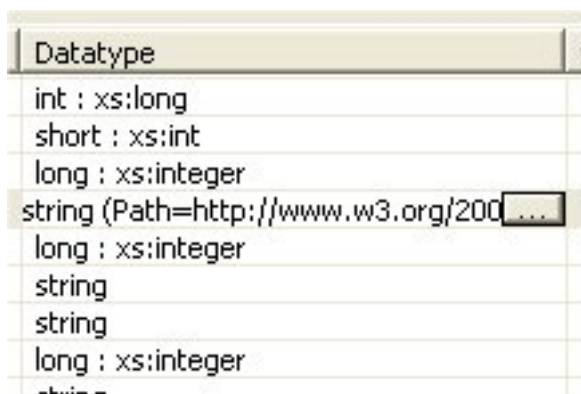 Datatype
int : xs:long
short : xs:int
long : xs:integer
string (Path=http://www.w3.org/200 ...
long : xs:integer
string
string
long : xs:integer
string